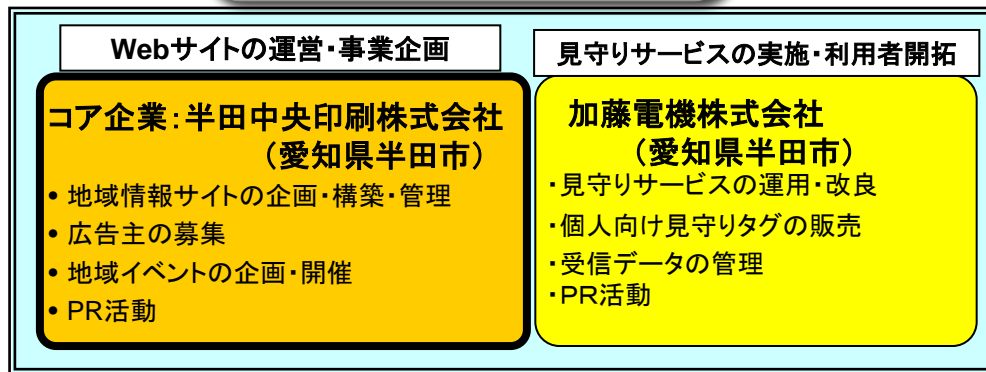 Webサイトの運営・事業企画
コア企業:半田中央印刷株式会社
(愛知県半田市)
• 地域情報サイトの企画・構築・管理
• 広告主の募集
• 地域イベントの企画・開催
• PR活動
見守りサービスの実施・利用者開拓
加藤電機株式会社
(愛知県半田市)
・見守りサービスの運用・改良
・個人向け見守りタグの販売
・受信データの管理
・PR活動